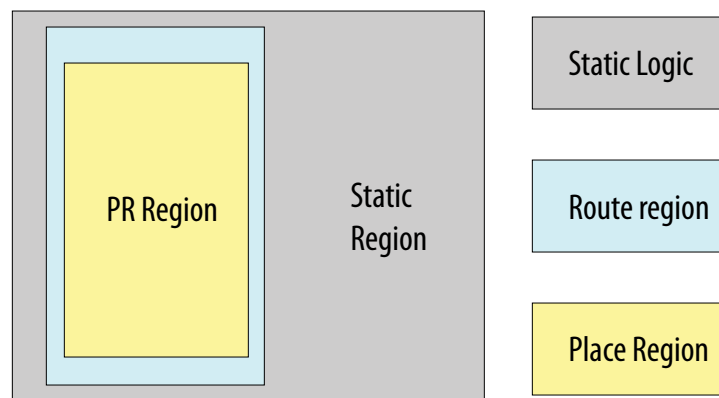 PR Region
Static
Region
Static Logic
Route region
Place Region